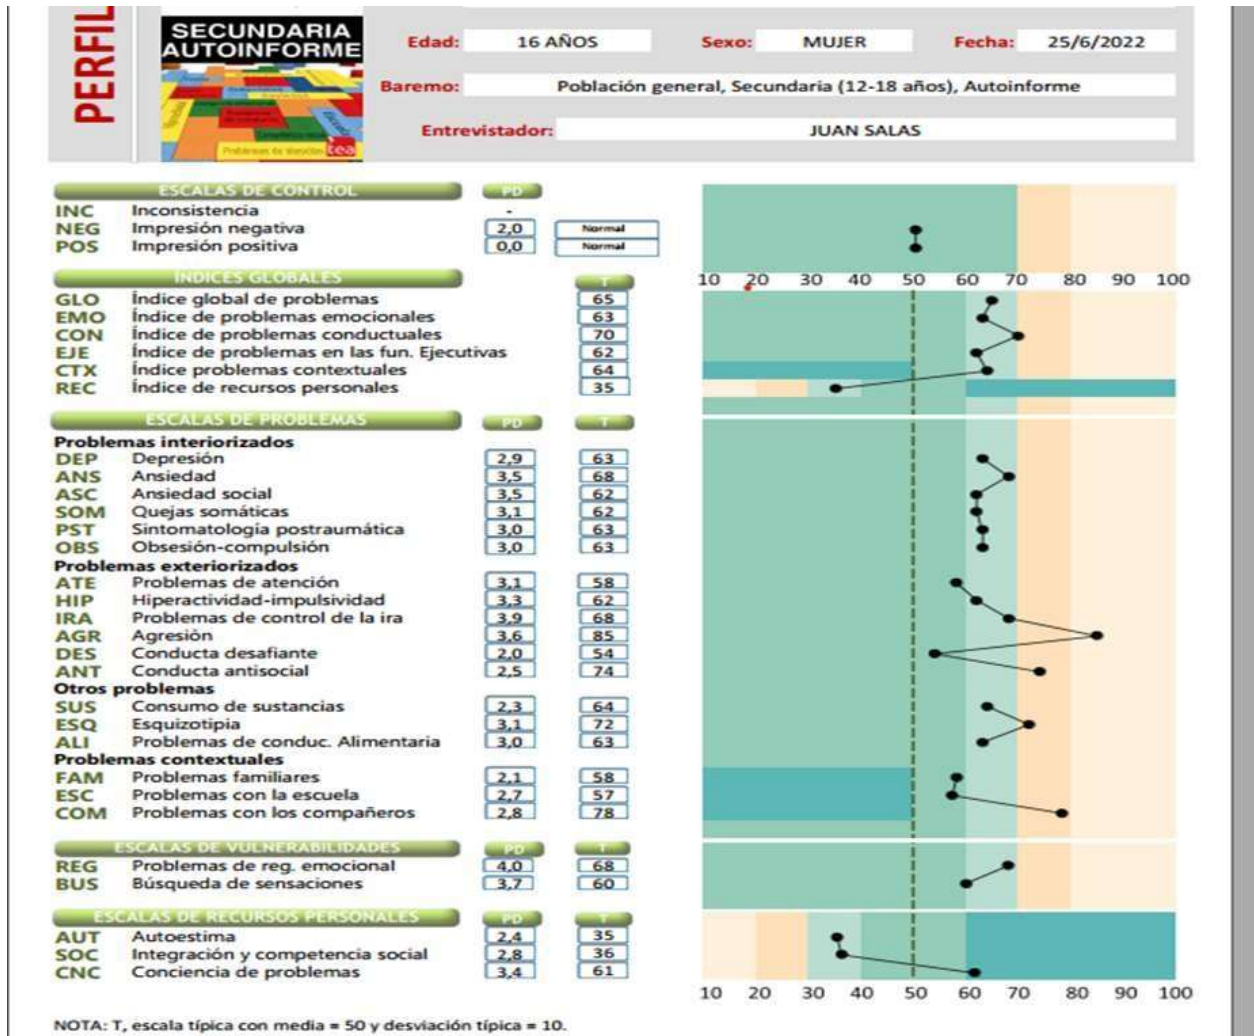 PERFIL
SECUNDARIA
AUTOINFORME
Problemas de atención
tea
Edad: 16 AÑOS Sexo: MUJER Fecha: 25/6/2022
Baremo: Población general, Secundaria (12-18 años), Autoinforme
Entrevistador: JUAN SALAS
ESCALAS DE CONTROL PD
INC Inconsistencia -
NEG Impresión negativa 2,0 Normal
POS Impresión positiva 0,0 Normal
ÍNDICES GLOBALES T 10 20 30 40 50 60 70 80 90 100
GLO Índice global de problemas 65
EMO Índice de problemas emocionales 63
CON Índice de problemas conductuales 70
EJE Índice de problemas en las fun. Ejecutivas 62
CTX Índice problemas contextuales 64
REC Índice de recursos personales 35
ESCALAS DE PROBLEMAS PD T
Problemas interiorizados
DEP Depresión 2,9 63
ANS Ansiedad 3,5 68
ASC Ansiedad social 3,5 62
SOM Quejas somáticas 3,1 62
PST Sintomatología postraumática 3,0 63
OBS Obsesión-compulsión 3,0 63
Problemas exteriorizados
ATE Problemas de atención 3,1 58
HIP Hiperactividad-impulsividad 3,3 62
IRA Problemas de control de la ira 3,9 68
AGR Agresión 3,6 85
DES Conducta desafiante 2,0 54
ANT Conducta antisocial 2,5 74
Otros problemas
SUS Consumo de sustancias 2,3 64
ESQ Esquizotipia 3,1 72
ALI Problemas de conduc. Alimentaria 3,0 63
Problemas contextuales
FAM Problemas familiares 2,1 58
ESC Problemas con la escuela 2,7 57
COM Problemas con los compañeros 2,8 78
ESCALAS DE VULNERABILIDADES PD T
REG Problemas de reg. emocional 4,0 68
BUS Búsqueda de sensaciones 3,7 60
ESCALAS DE RECURSOS PERSONALES PD T
AUT Autoestima 2,4 35
SOC Integración y competencia social 2,8 36
CNC Conciencia de problemas 3,4 61
10 20 30 40 50 60 70 80 90 100
NOTA: T, escala típica con media = 50 y desviación típica = 10.